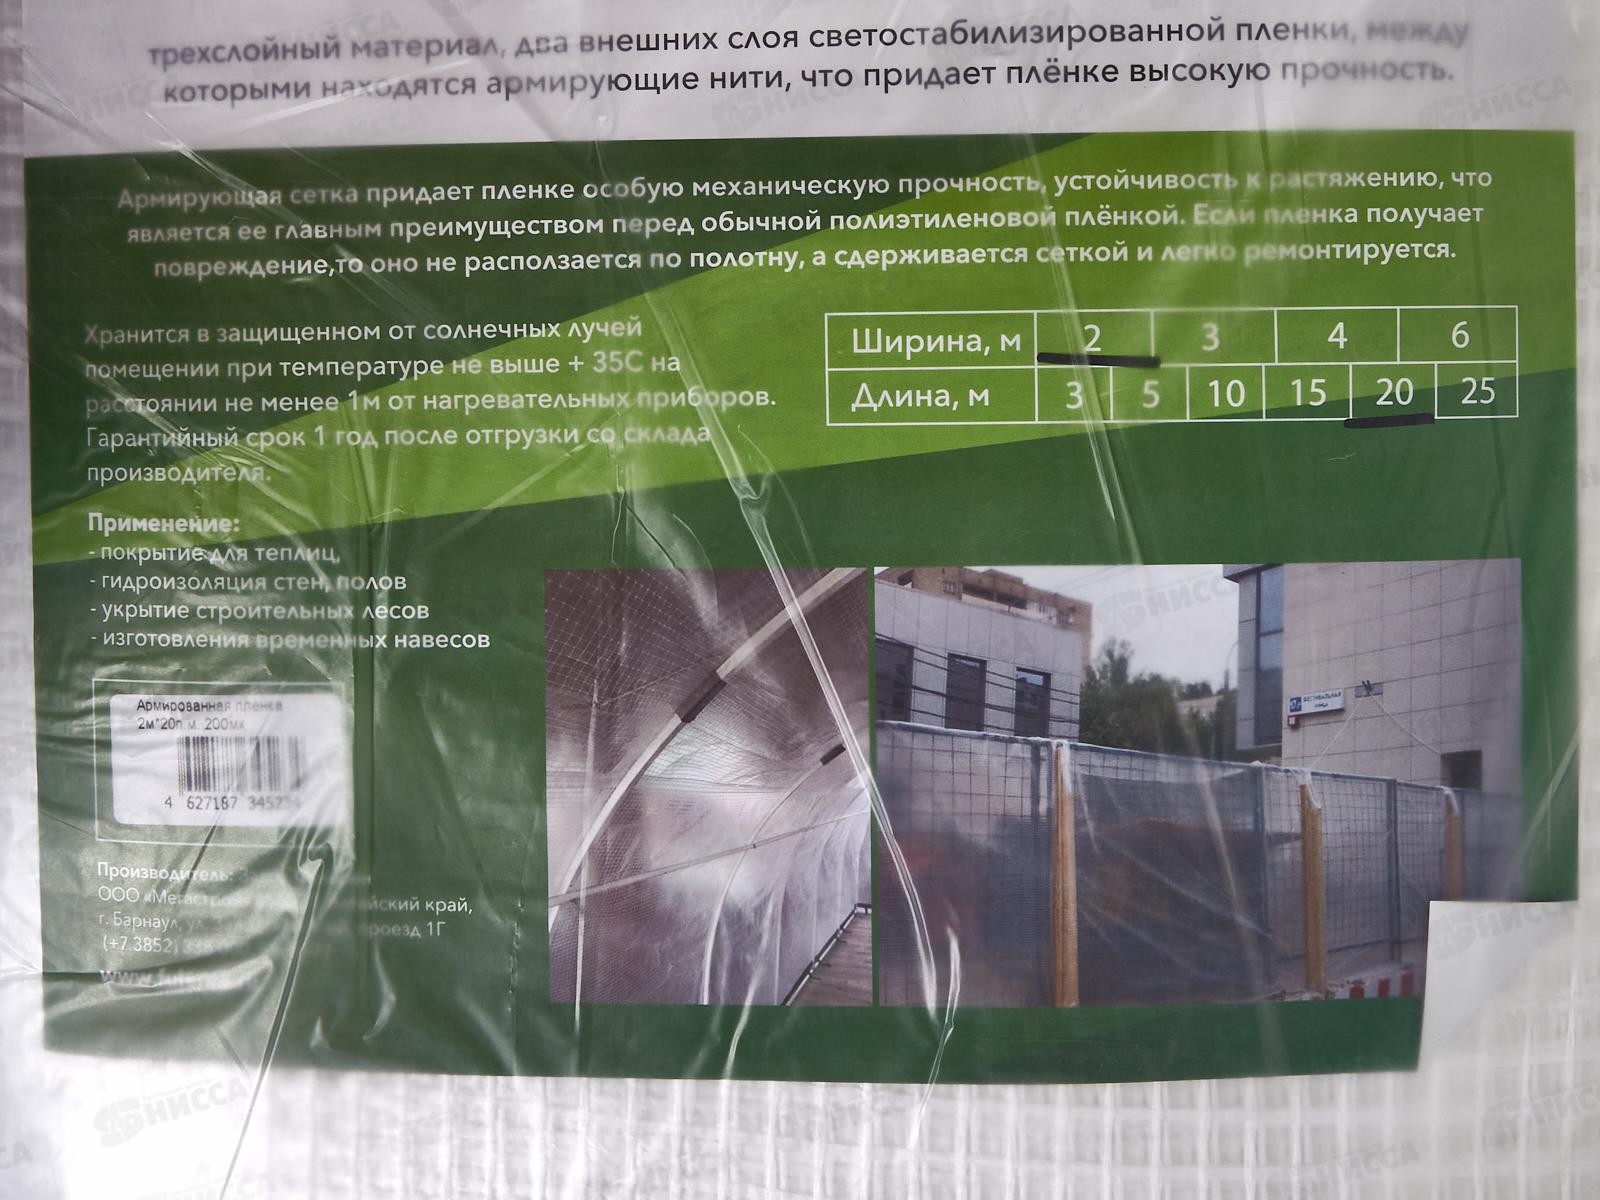 трехслойный материал, два внешних слоя светостабилизированной пленки, между
которыми находятся армирующие нити, что придает плёнке высокую прочность.
Армирующая сетка придает пленке особую механическую прочность, устойчивость к растяжению, что
является ее главным преимуществом перед обычной полиэтиленовой плёнкой. Если пленка получает
повреждение,то оно не расползается по полотну, а сдерживается сеткой и легко ремонтируется.
Хранится в защищенном от солнечных лучей
помещении при температуре не выше + 35С на
расстоянии не менее 1м от нагревательных приборов.
Гарантийный срок 1 год после отгрузки со склада
производителя.
Ширина, м 2 3 4 6
Длина, м 3 5 10 15 20 25
Применение:
- покрытие для теплиц,
- гидроизоляция стен, полов
- укрытие строительных лесов
- изготовления временных навесов
Армированная пленка
2м*20п.м. 200мк
4 627187
Производитель:
ООО
край,
г. Барнаул, проезд 1Г
(+7 3852)
ФЕСТИВАЛЬНАЯ
УЛИЦА
НИССА